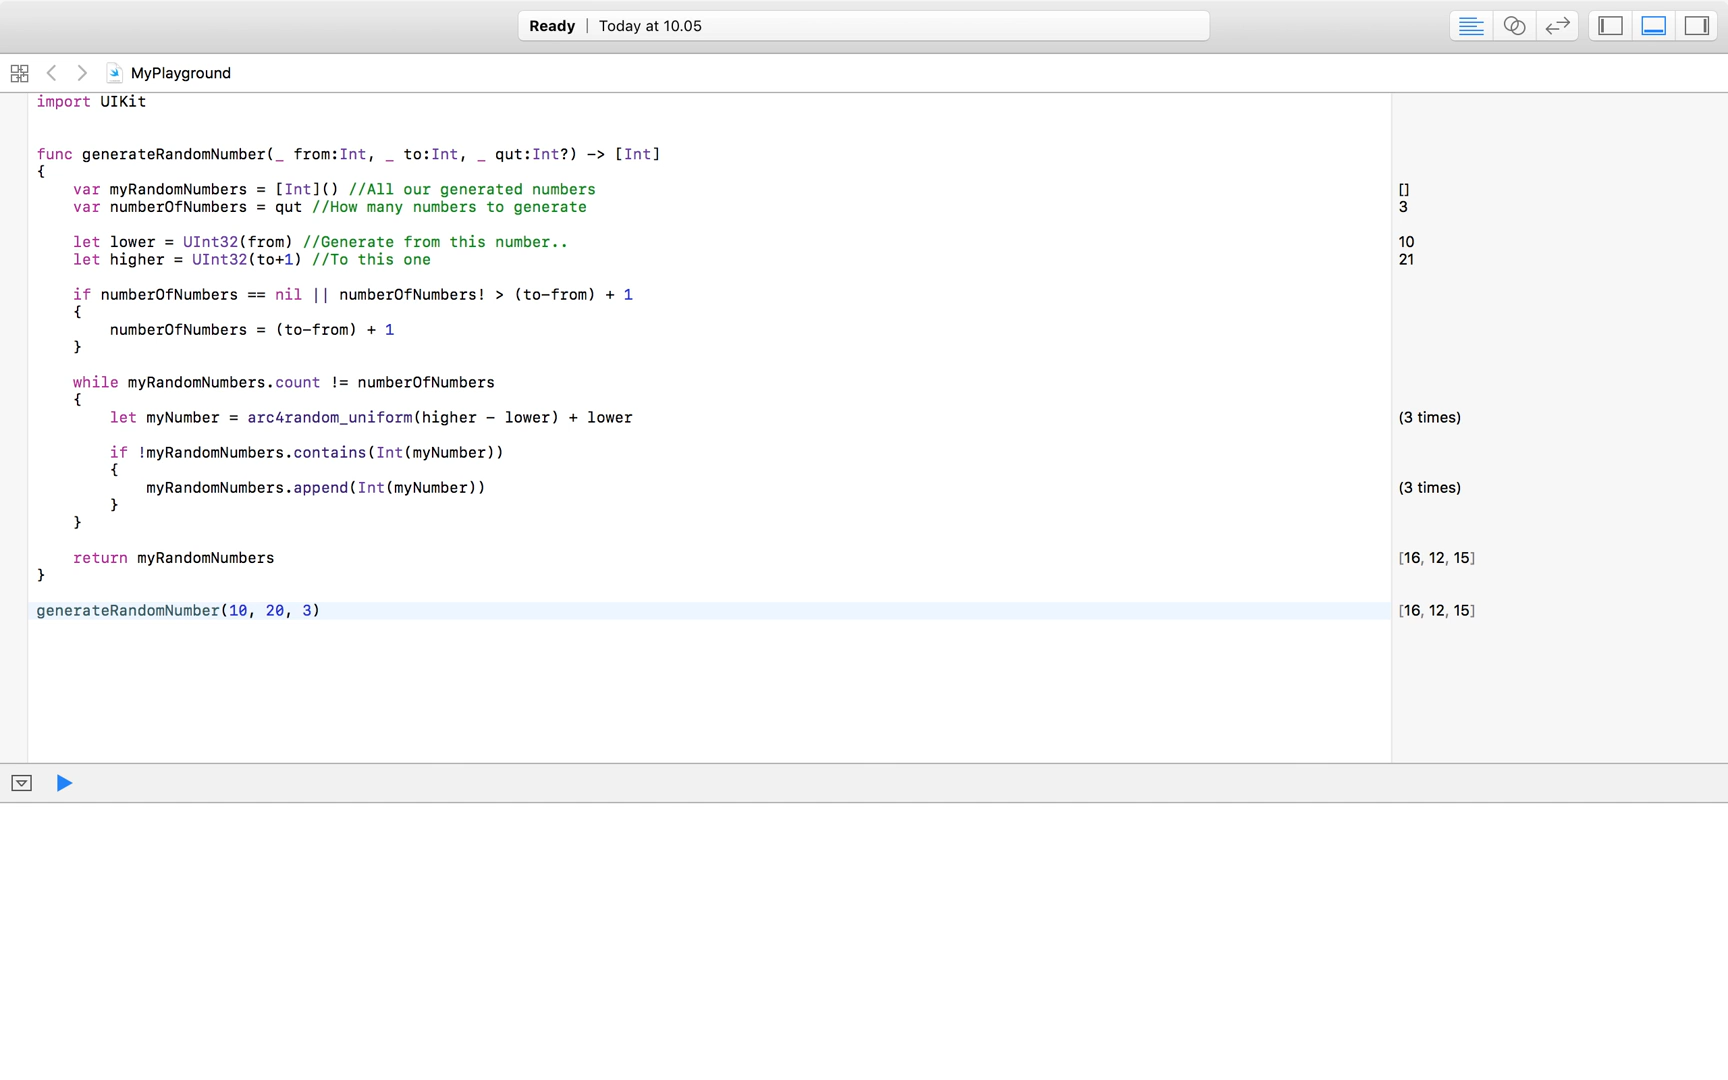 Ready | Today at 10.05
MyPlayground
import UIKit
func generateRandomNumber(_ from:Int, _ to:Int, _ qut:Int?) -> [Int]
{
var myRandomNumbers = [Int]() //All our generated numbers []
var numberOfNumbers = qut //How many numbers to generate 3
let lower = UInt32(from) //Generate from this number.. 10
let higher = UInt32(to+1) //To this one 21
if numberOfNumbers == nil || numberOfNumbers! > (to-from) + 1
{
numberOfNumbers = (to-from) + 1
}
while myRandomNumbers.count != numberOfNumbers
{
let myNumber = arc4random_uniform(higher - lower) + lower (3 times)
if !myRandomNumbers.contains(Int(myNumber))
{
myRandomNumbers.append(Int(myNumber)) (3 times)
}
}
return myRandomNumbers [16, 12, 15]
}
generateRandomNumber(10, 20, 3) [16, 12, 15]